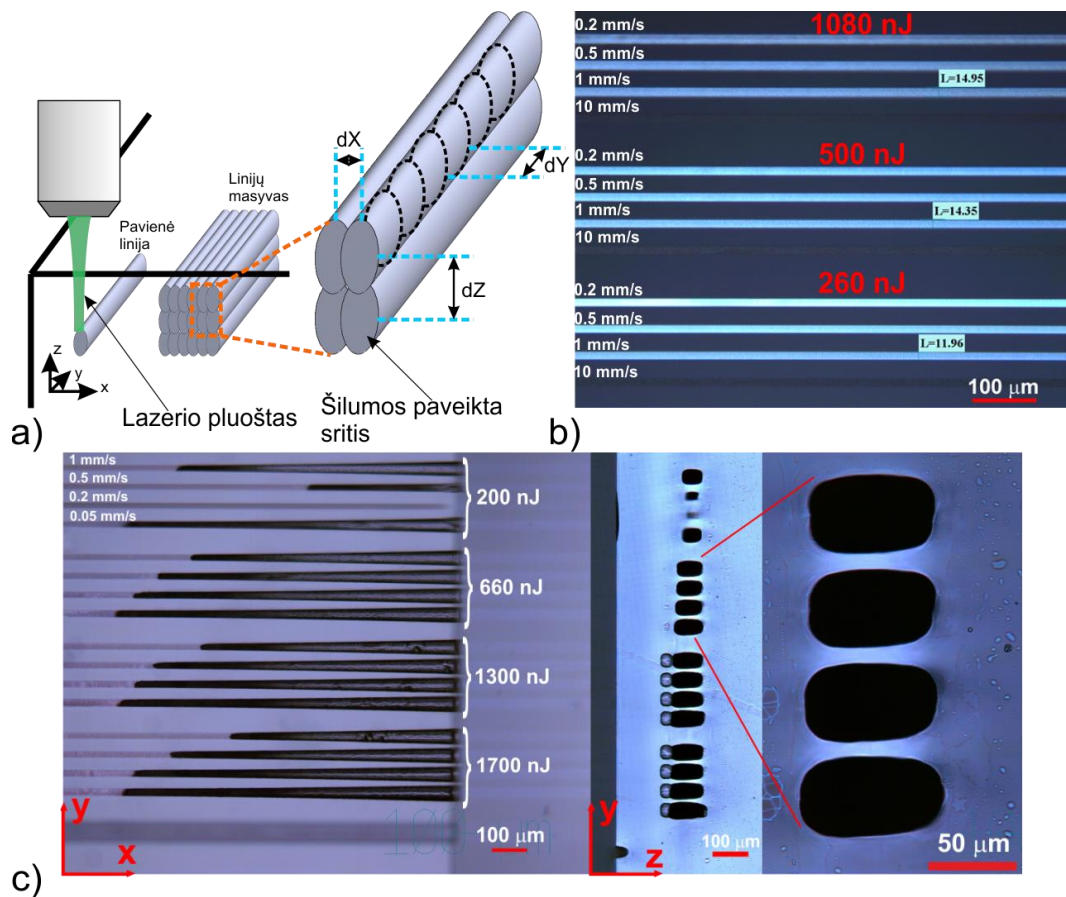 dX
dY
dZ
Linijų
masyvas
Pavienė
linija
z
y
x
Lazerio pluoštas
Šilumos paveikta
sritis
a)
0.2 mm/s
1080 nJ
0.5 mm/s
1 mm/s
L=14.95
10 mm/s
0.2 mm/s
500 nJ
0.5 mm/s
1 mm/s
L=14.35
10 mm/s
260 nJ
0.2 mm/s
0.5 mm/s
1 mm/s
L=11.96
10 mm/s
100 µm
b)
1 mm/s
0.5 mm/s
0.2 mm/s
0.05 mm/s
200 nJ
660 nJ
1300 nJ
1700 nJ
y
x
100 µm
100 µm
y
z
100 µm
50 µm
c)